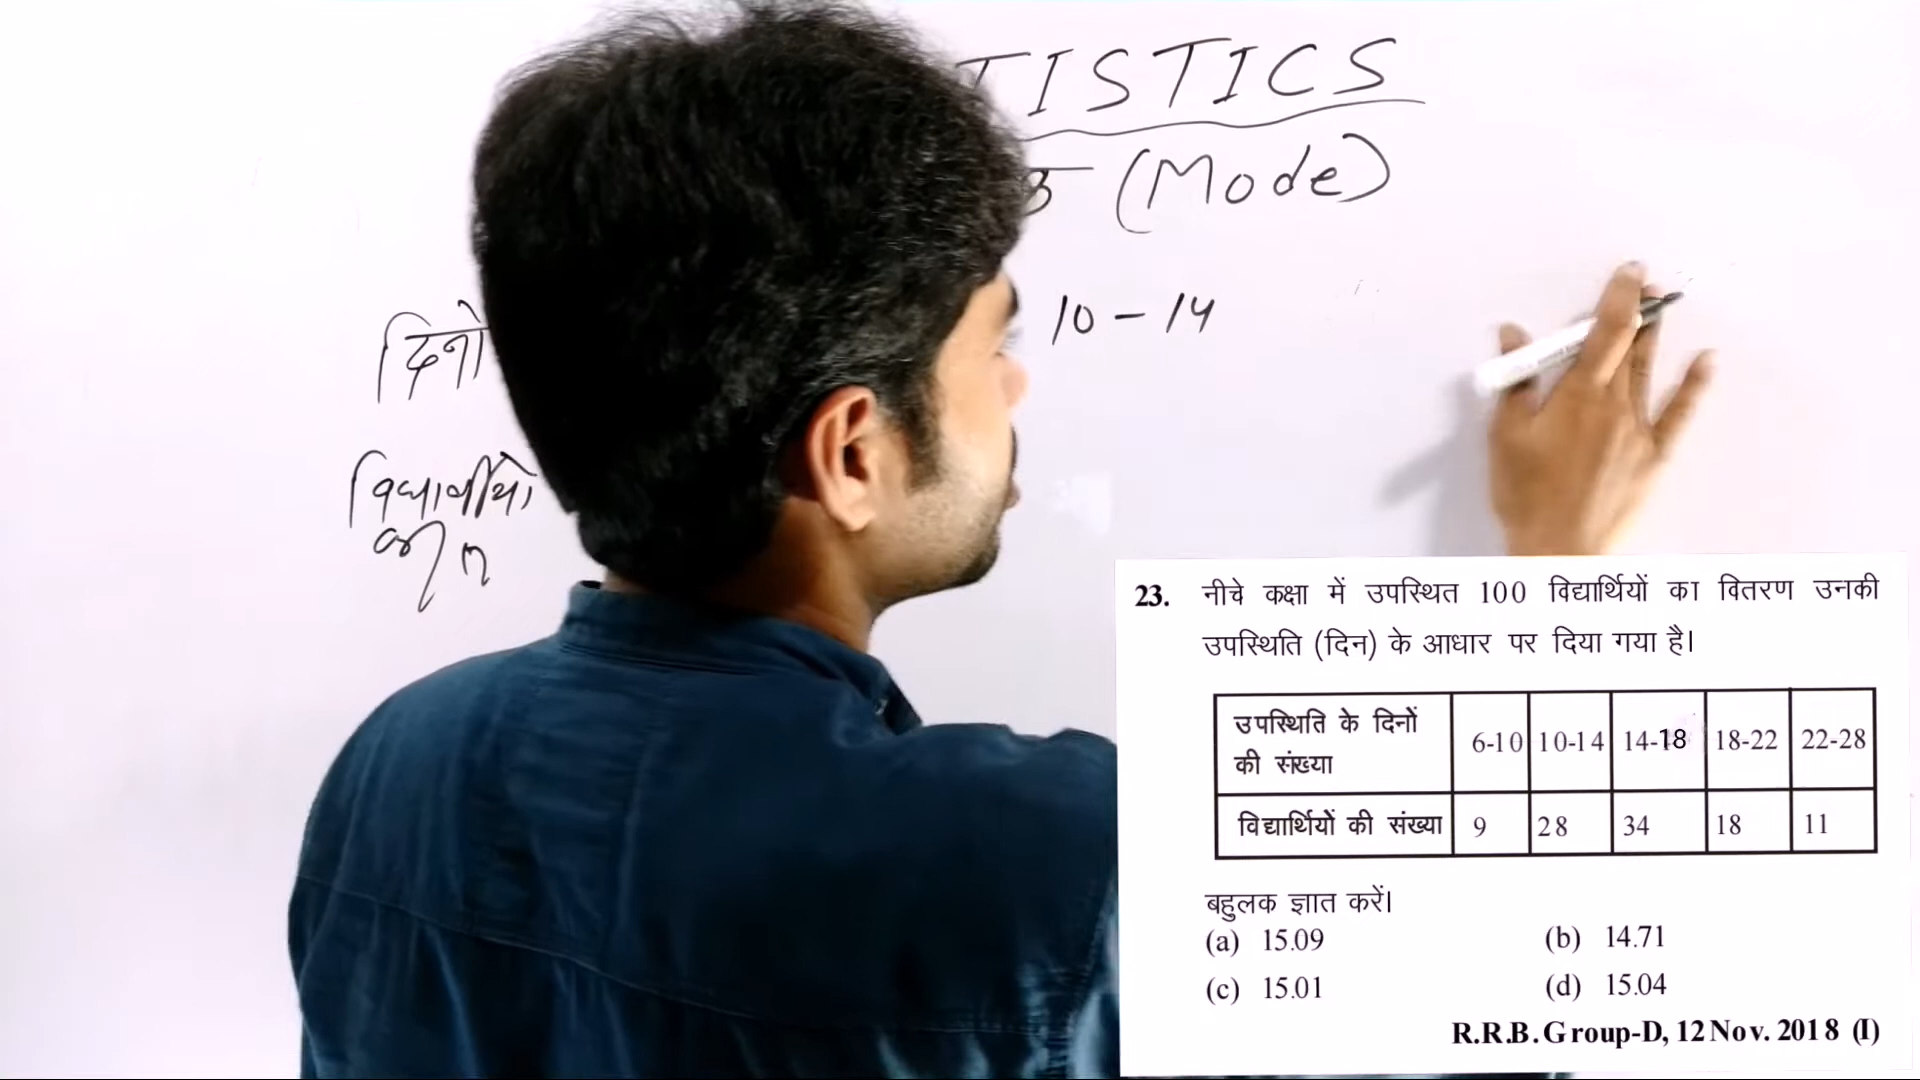 TISTICS
(Mode)
दिनो 10-14
विद्यार्थीयो
की
23. नीचे कक्षा में उपस्थित 100 विद्यार्थियों का वितरण उनकी
उपस्थिति (दिन) के आधार पर दिया गया है।
उपस्थिति के दिनों की संख्या 6-10 10-14 14-18 18-22 22-28
विद्यार्थियों की संख्या 9 28 34 18 11
बहुलक ज्ञात करें।
(a) 15.09 (b) 14.71
(c) 15.01 (d) 15.04
R.R.B. Group-D, 12 Nov. 2018 (I)